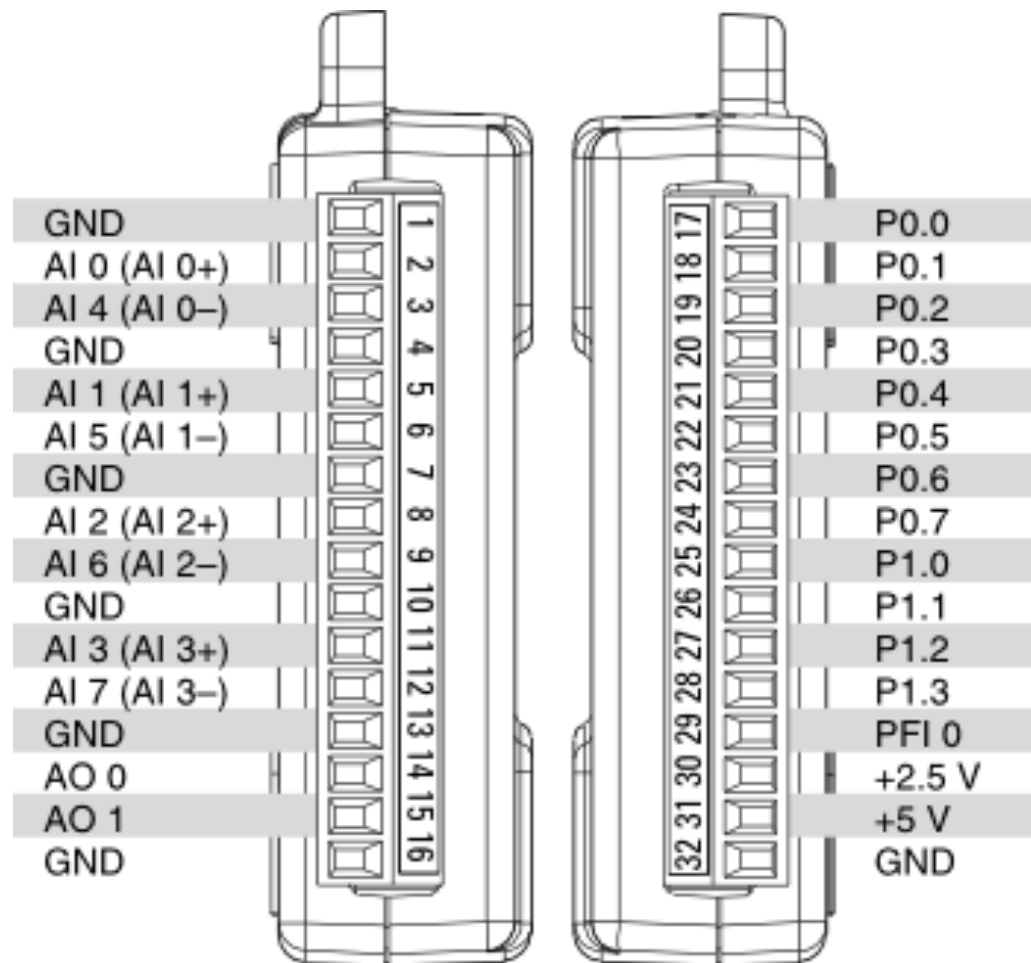 GND 1
AI 0 (AI 0+) 2
AI 4 (AI 0–) 3
GND 4
AI 1 (AI 1+) 5
AI 5 (AI 1–) 6
GND 7
AI 2 (AI 2+) 8
AI 6 (AI 2–) 9
GND 10
AI 3 (AI 3+) 11
AI 7 (AI 3–) 12
GND 13
AO 0 14
AO 1 15
GND 16
17 P0.0
18 P0.1
19 P0.2
20 P0.3
21 P0.4
22 P0.5
23 P0.6
24 P0.7
25 P1.0
26 P1.1
27 P1.2
28 P1.3
29 PFI 0
30 +2.5 V
31 +5 V
32 GND